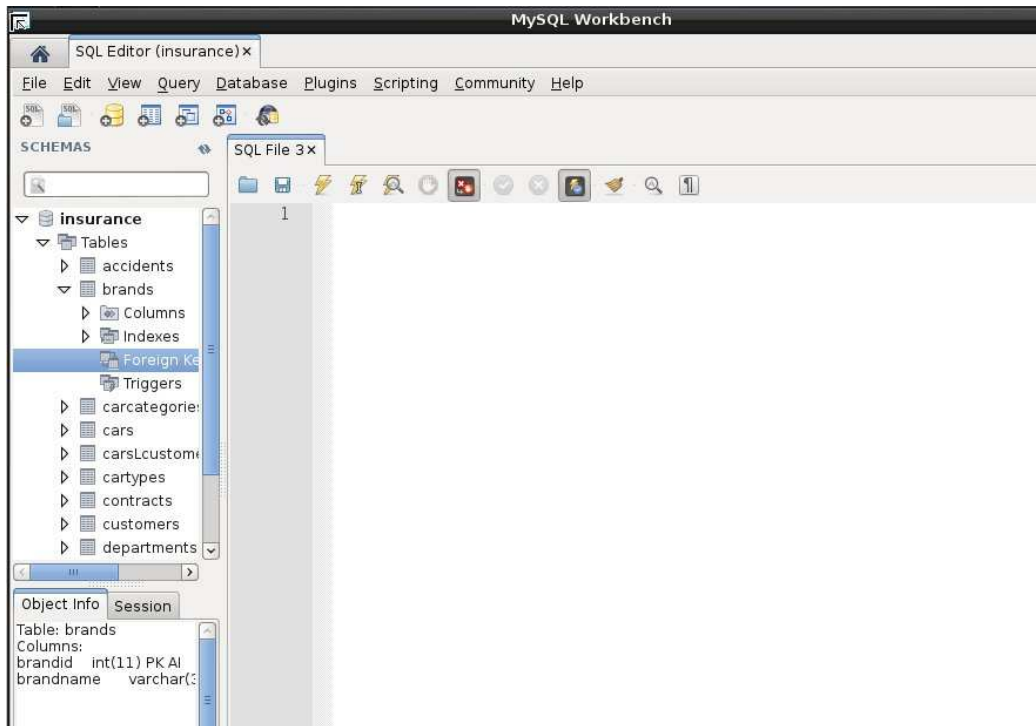 MySQL Workbench
SQL Editor (insurance)×
File Edit View Query Database Plugins Scripting Community Help
SCHEMAS
SQL File 3×
1
insurance
Tables
accidents
brands
Columns
Indexes
Foreign Ke
Triggers
carcategorie
cars
carsLcustome
cartypes
contracts
customers
departments
Object Info Session
Table: brands
Columns:
brandid int(11) PK AI
brandname varchar(3